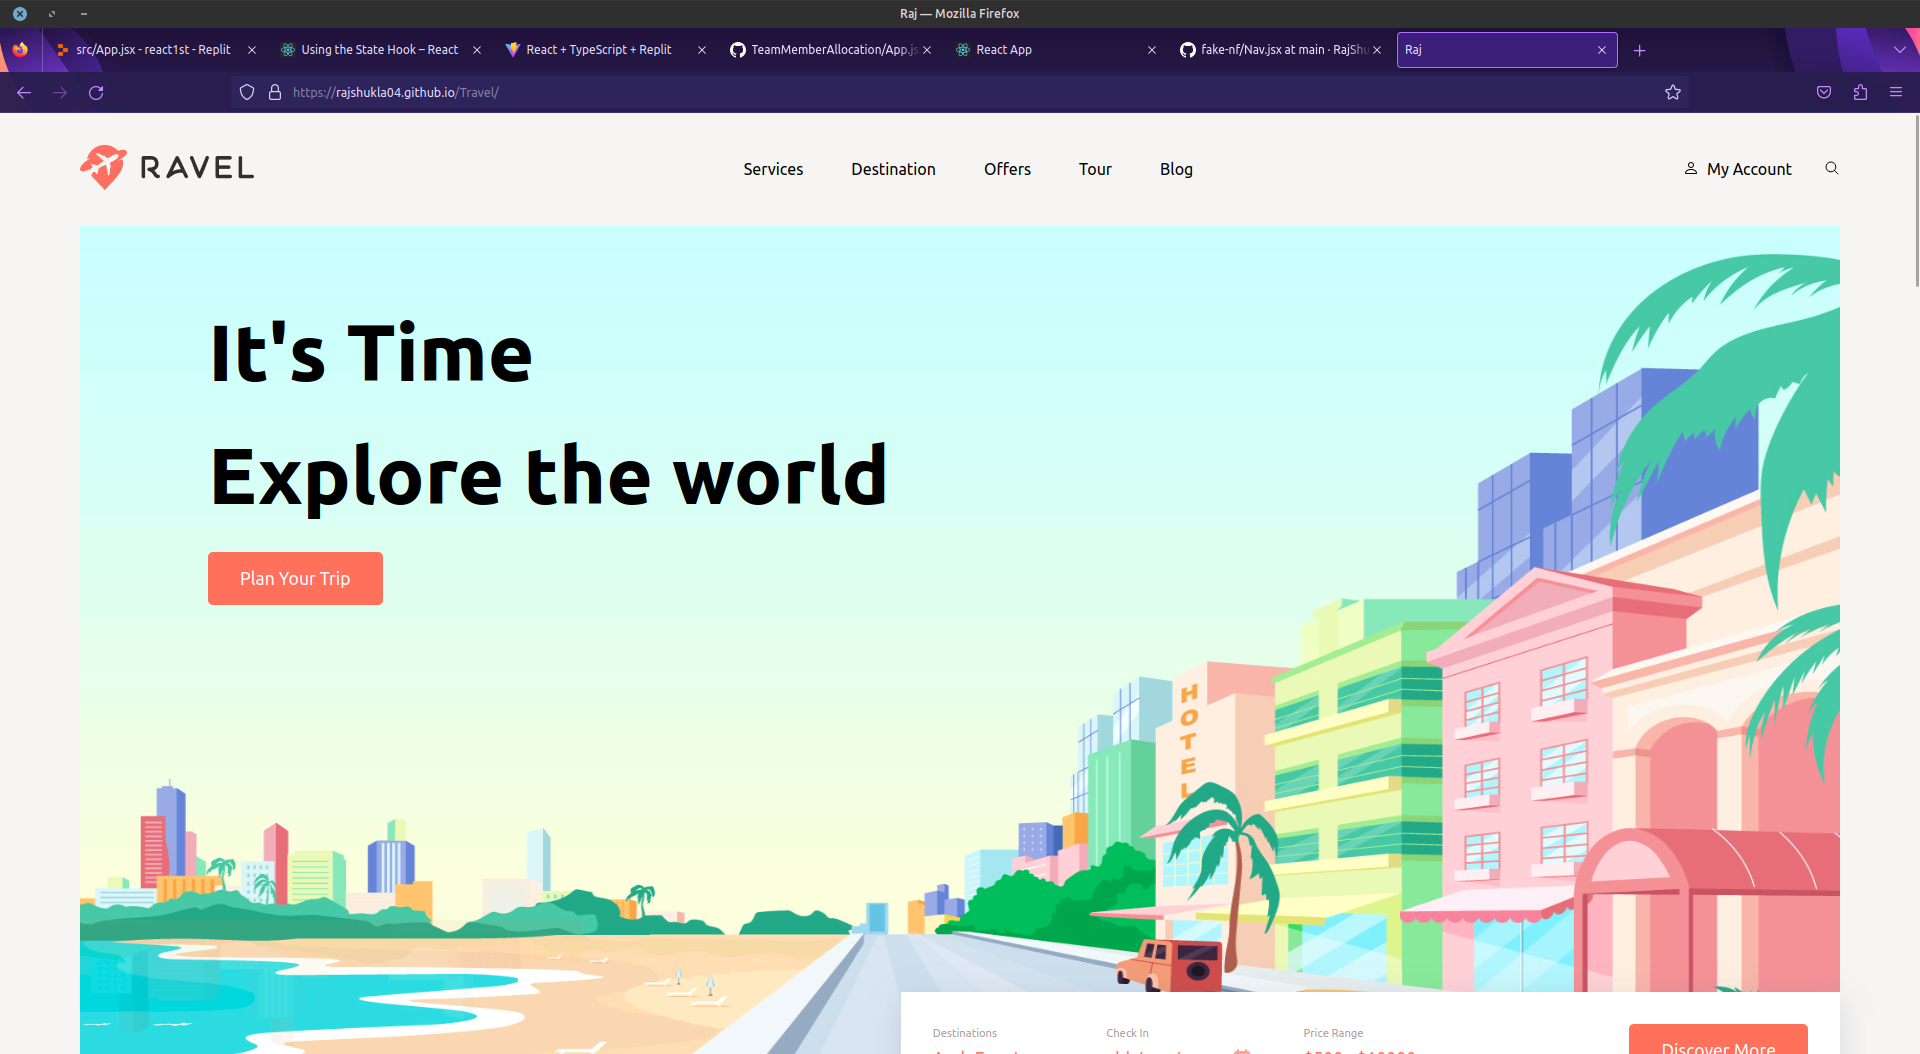 Raj — Mozilla Firefox
src/App.jsx - react1st - Replit
Using the State Hook – React
React + TypeScript + Replit
TeamMemberAllocation/App.js
React App
fake-nf/Nav.jsx at main · RajShu
Raj
https://rajshukla04.github.io/Travel/
RAVEL
Services
Destination
Offers
Tour
Blog
My Account
It's Time
Explore the world
Plan Your Trip
HOTEL
Destinations
Check In
Price Range
Discover More